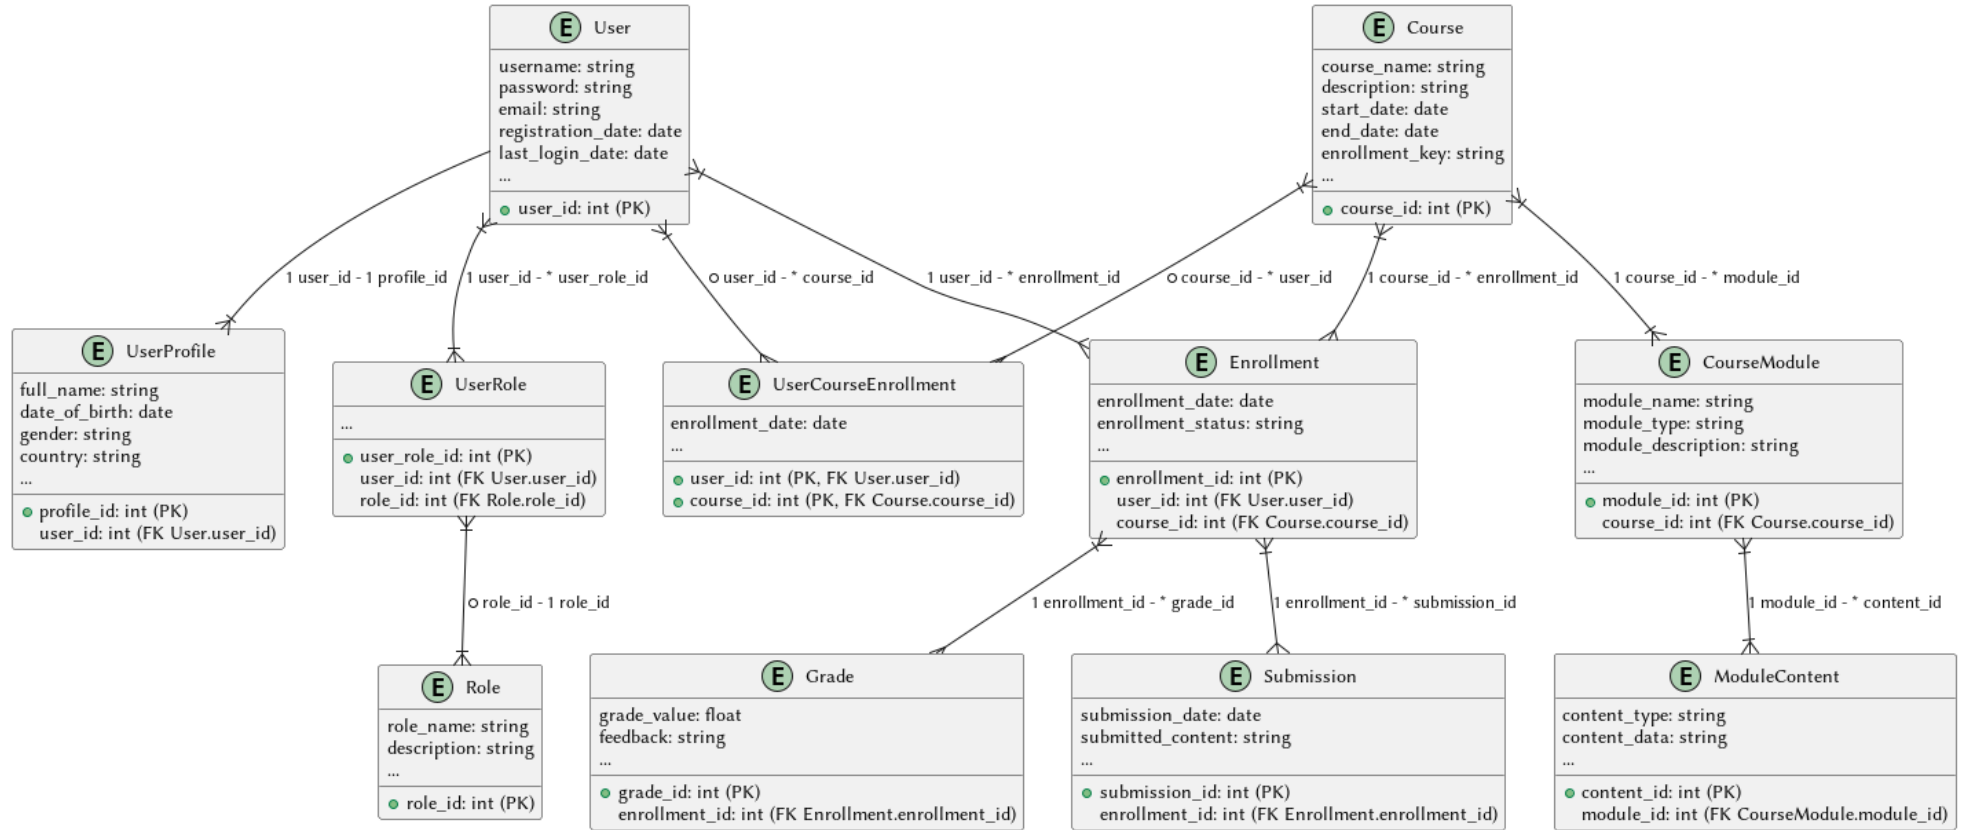 E User
username: string
password: string
email: string
registration_date: date
last_login_date: date
...
user_id: int (PK)
E Course
course_name: string
description: string
start_date: date
end_date: date
enrollment_key: string
...
course_id: int (PK)
1 user_id - 1 profile_id
1 user_id - * user_role_id
user_id - * course_id
1 user_id - * enrollment_id
course_id - * user_id
1 course_id - * enrollment_id
1 course_id - * module_id
E UserProfile
full_name: string
date_of_birth: date
gender: string
country: string
...
profile_id: int (PK)
user_id: int (FK User.user_id)
E UserRole
...
user_role_id: int (PK)
user_id: int (FK User.user_id)
role_id: int (FK Role.role_id)
E UserCourseEnrollment
enrollment_date: date
...
user_id: int (PK, FK User.user_id)
course_id: int (PK, FK Course.course_id)
E Enrollment
enrollment_date: date
enrollment_status: string
...
enrollment_id: int (PK)
user_id: int (FK User.user_id)
course_id: int (FK Course.course_id)
E CourseModule
module_name: string
module_type: string
module_description: string
...
module_id: int (PK)
course_id: int (FK Course.course_id)
role_id - 1 role_id
1 enrollment_id - * grade_id
1 enrollment_id - * submission_id
1 module_id - * content_id
E Role
role_name: string
description: string
...
role_id: int (PK)
E Grade
grade_value: float
feedback: string
...
grade_id: int (PK)
enrollment_id: int (FK Enrollment.enrollment_id)
E Submission
submission_date: date
submitted_content: string
...
submission_id: int (PK)
enrollment_id: int (FK Enrollment.enrollment_id)
E ModuleContent
content_type: string
content_data: string
...
content_id: int (PK)
module_id: int (FK CourseModule.module_id)